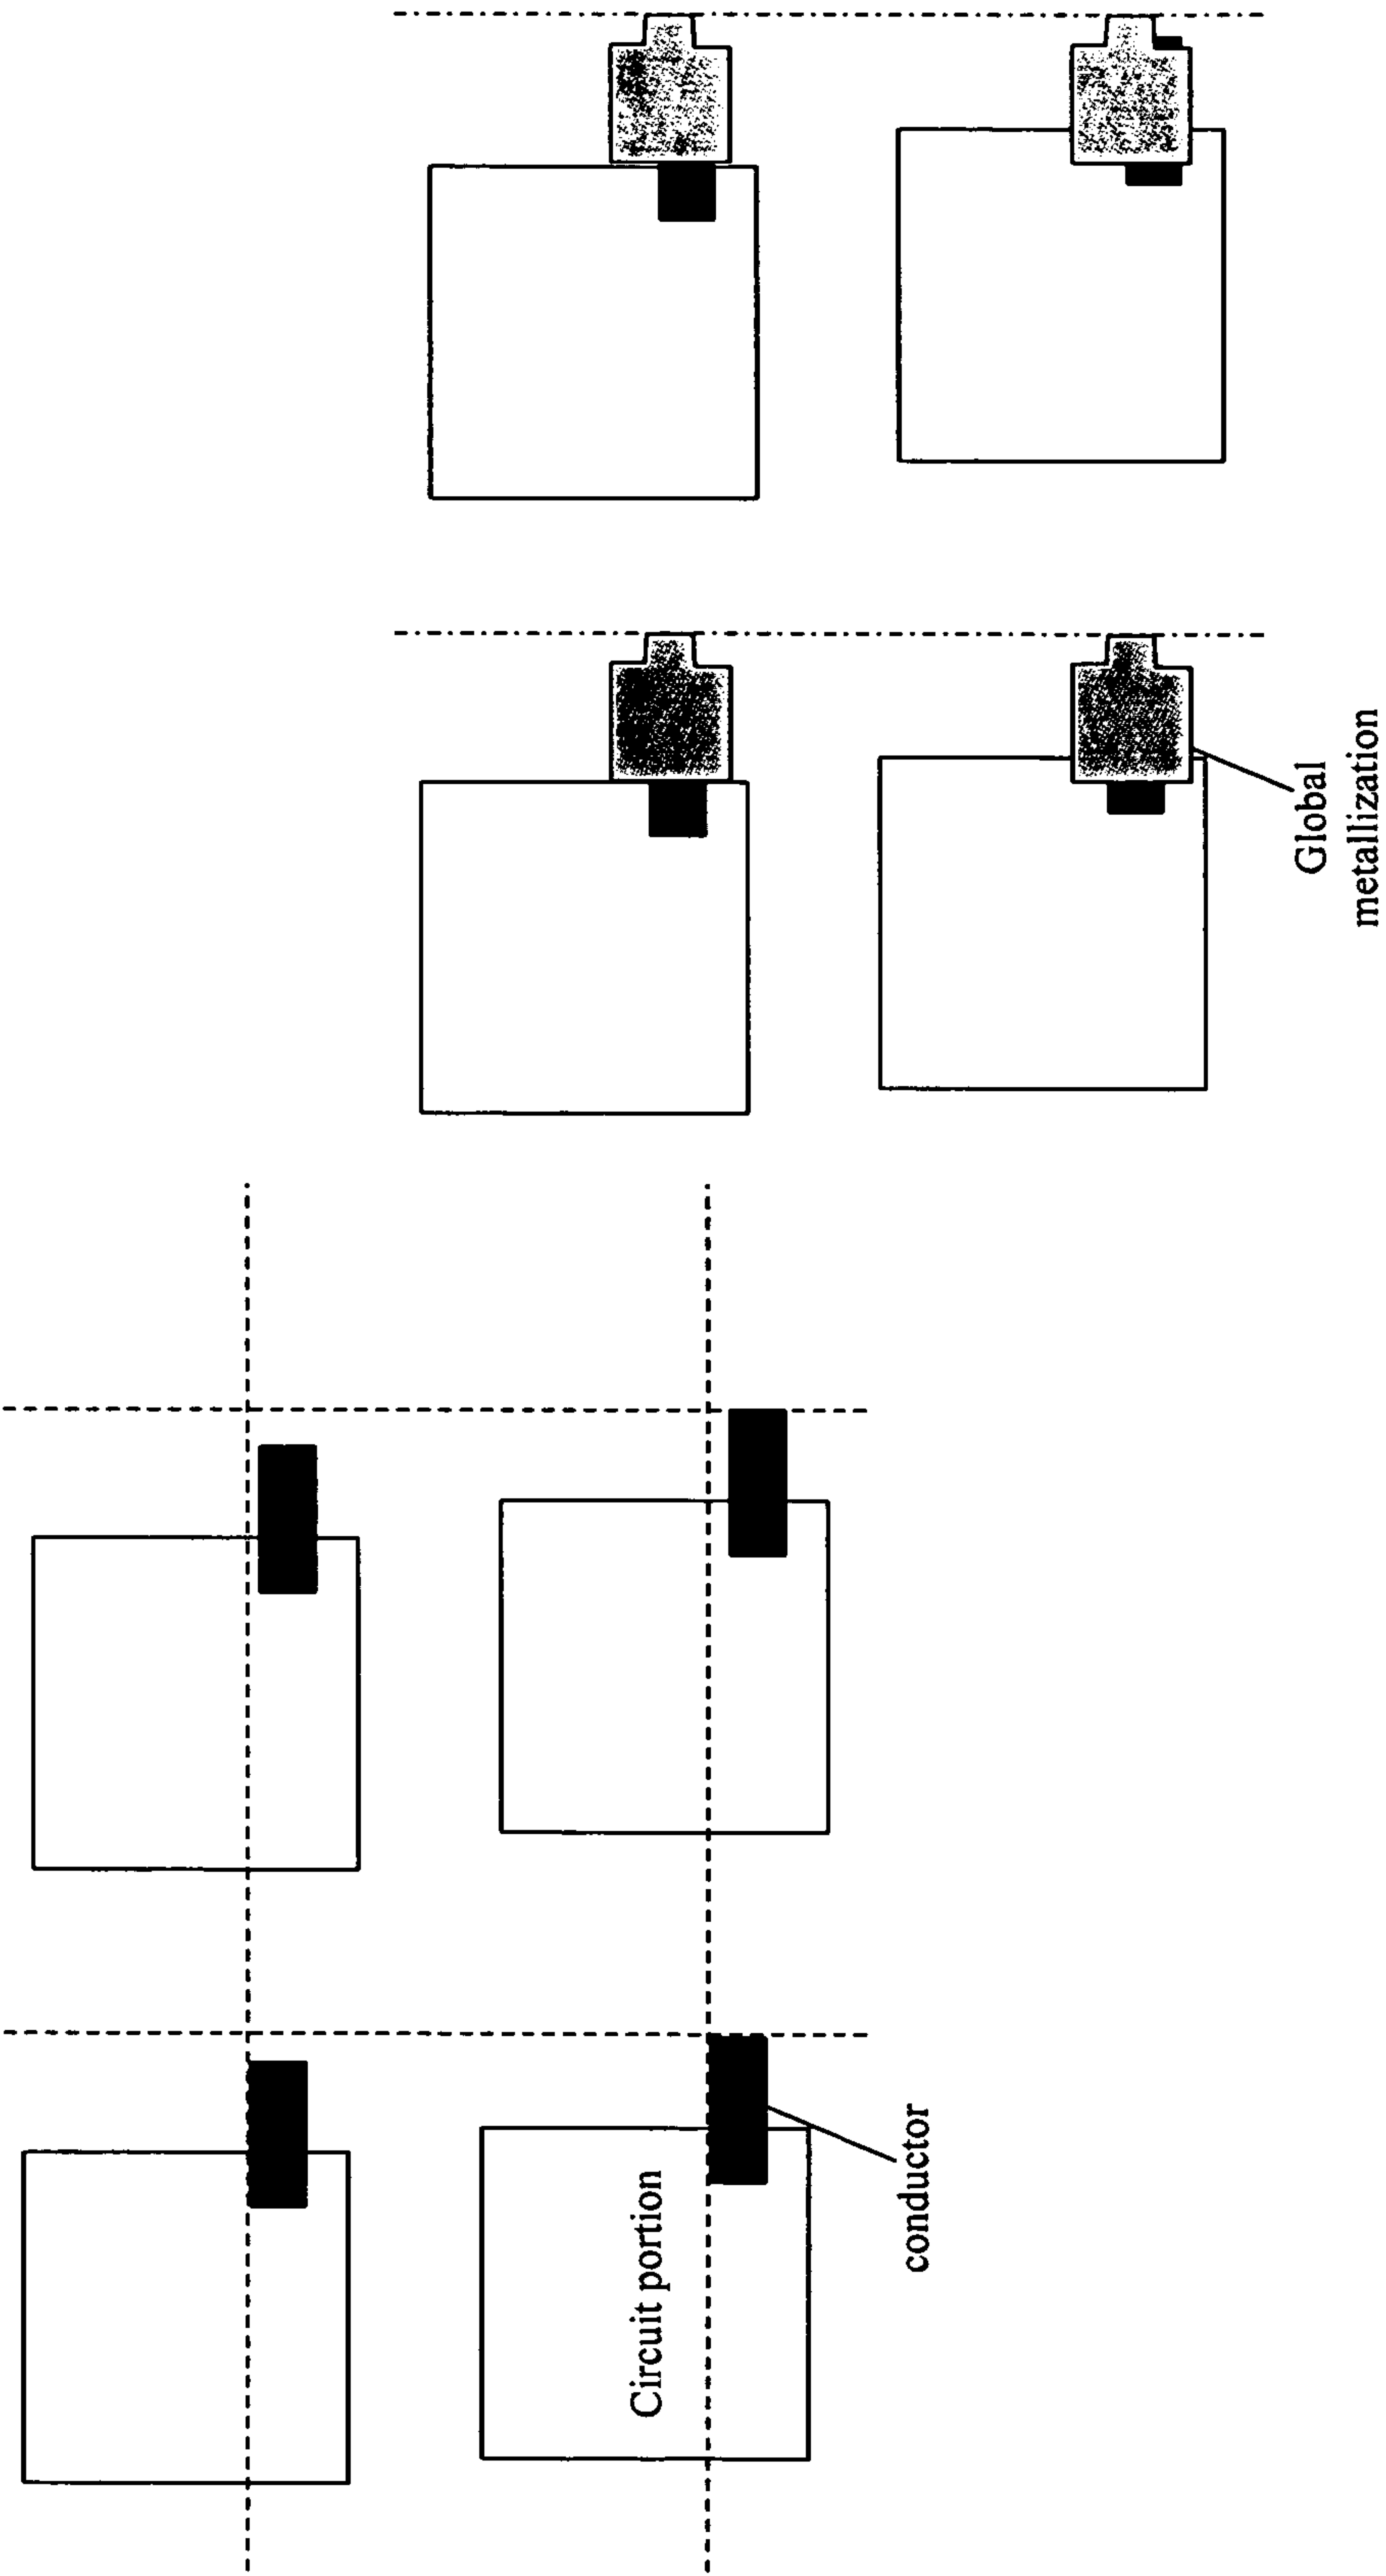 Circuit portion
conductor
Global
metallization